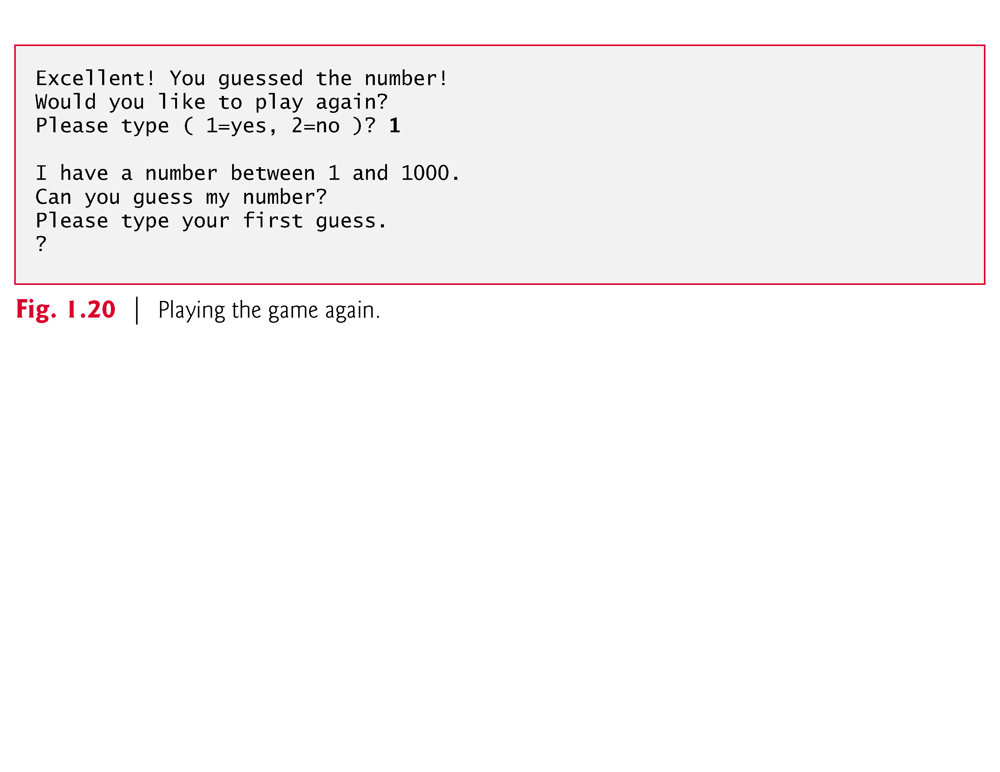 Excellent! You guessed the number!
Would you like to play again?
Please type ( 1=yes, 2=no )? 1
I have a number between 1 and 1000.
Can you guess my number?
Please type your first guess.
?
Fig. 1.20 | Playing the game again.